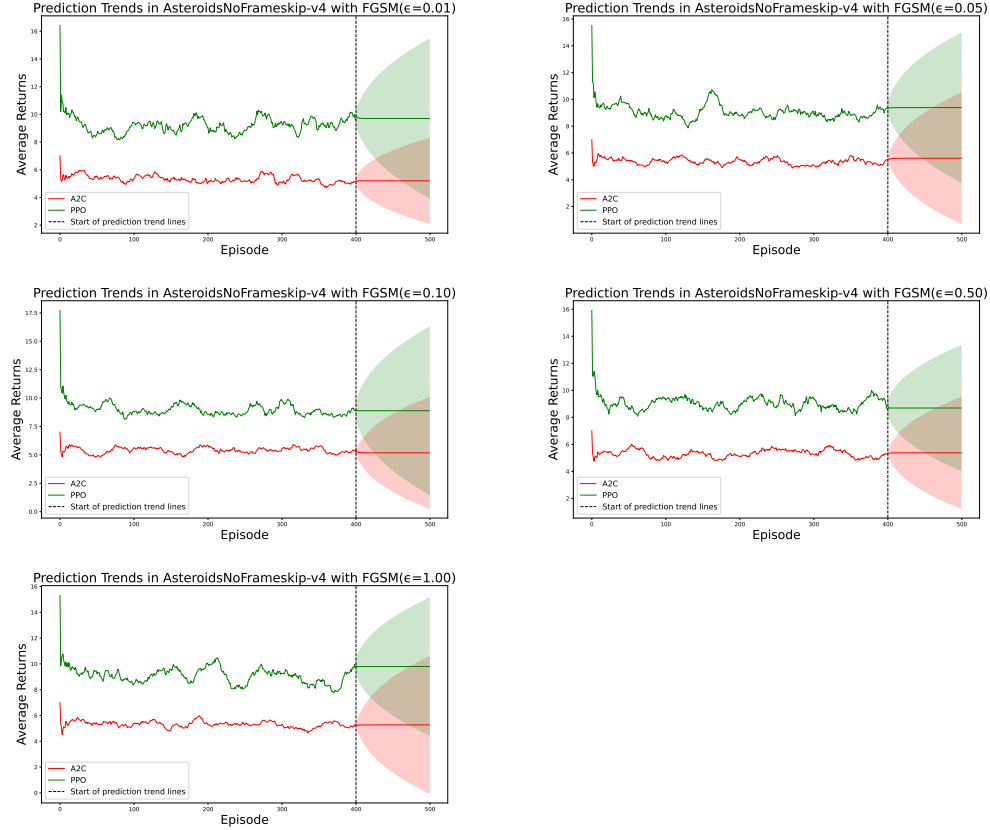 Prediction Trends in AsteroidsNoFrameskip-v4 with FGSM(ϵ=0.01)
16
14
12
10
8
6
4
2
Average Returns
A2C
PPO
Start of prediction trend lines
0
100
200
300
400
500
Episode
Prediction Trends in AsteroidsNoFrameskip-v4 with FGSM(ϵ=0.05)
16
14
12
10
8
6
4
2
Average Returns
A2C
PPO
Start of prediction trend lines
0
100
200
300
400
500
Episode
Prediction Trends in AsteroidsNoFrameskip-v4 with FGSM(ϵ=0.10)
17.5
15.0
12.5
10.0
7.5
5.0
2.5
0.0
Average Returns
A2C
PPO
Start of prediction trend lines
0
100
200
300
400
500
Episode
Prediction Trends in AsteroidsNoFrameskip-v4 with FGSM(ϵ=0.50)
16
14
12
10
8
6
4
2
Average Returns
A2C
PPO
Start of prediction trend lines
0
100
200
300
400
500
Episode
Prediction Trends in AsteroidsNoFrameskip-v4 with FGSM(ϵ=1.00)
16
14
12
10
8
6
4
2
0
Average Returns
A2C
PPO
Start of prediction trend lines
0
100
200
300
400
500
Episode